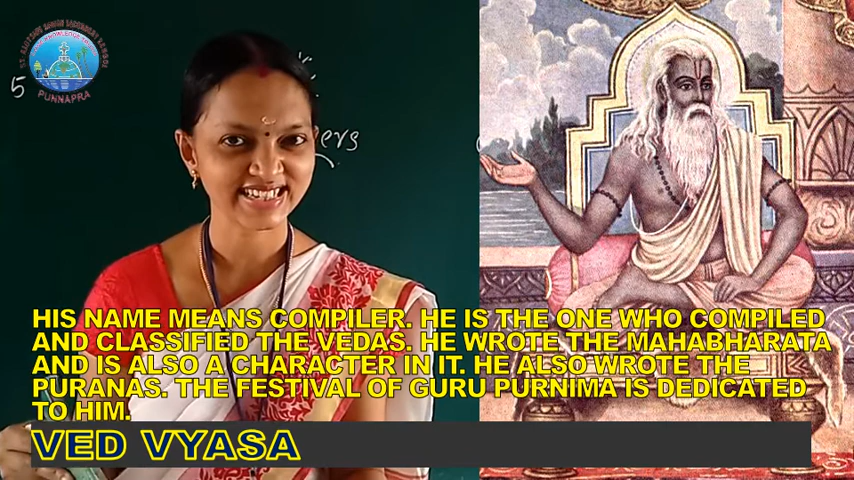 5
PUNNAPRA
ers
HIS NAME MEANS COMPILER. HE IS THE ONE WHO COMPILED
AND CLASSIFIED THE VEDAS. HE WROTE THE MAHABHARATA
AND IS ALSO A CHARACTER IN IT. HE ALSO WROTE THE
PURANAS. THE FESTIVAL OF GURU PURNIMA IS DEDICATED
TO HIM.
VED VYASA